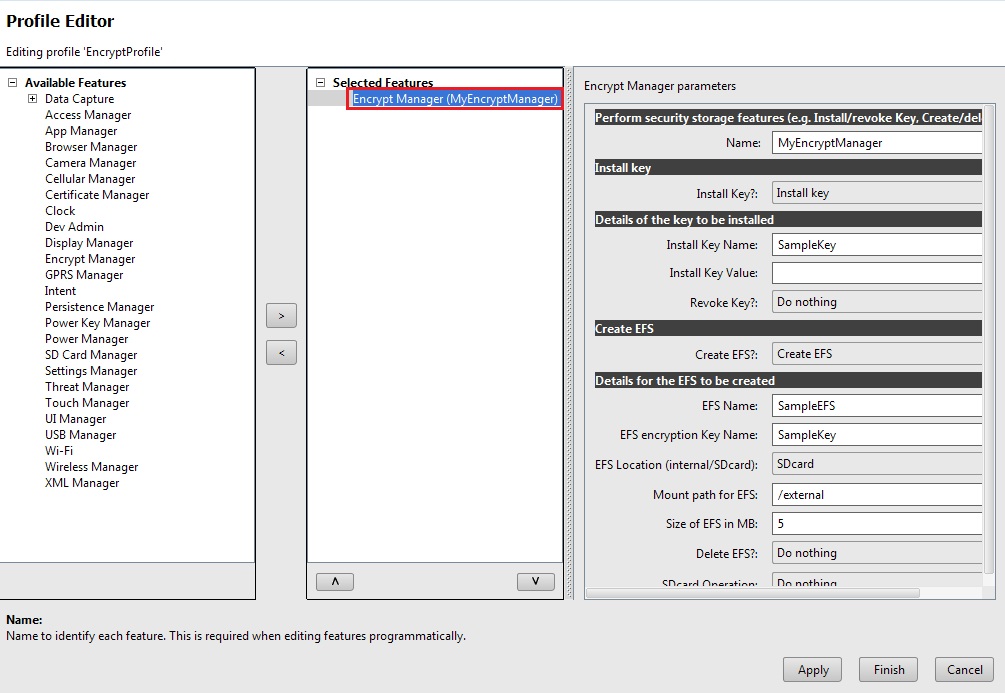 Profile Editor
Editing profile 'EncryptProfile'
Available Features
Data Capture
Access Manager
App Manager
Browser Manager
Camera Manager
Cellular Manager
Certificate Manager
Clock
Dev Admin
Display Manager
Encrypt Manager
GPRS Manager
Intent
Persistence Manager
Power Key Manager
Power Manager
SD Card Manager
Settings Manager
Threat Manager
Touch Manager
UI Manager
USB Manager
Wi-Fi
Wireless Manager
XML Manager
>
<
Selected Features
Encrypt Manager (MyEncryptManager)
Encrypt Manager parameters
Perform security storage features (e.g. Install/revoke Key, Create/del
Name: MyEncryptManager
Install key
Install Key?: Install key
Details of the key to be installed
Install Key Name: SampleKey
Install Key Value:
Revoke Key?: Do nothing
Create EFS
Create EFS?: Create EFS
Details for the EFS to be created
EFS Name: SampleEFS
EFS encryption Key Name: SampleKey
EFS Location (internal/SDcard): SDcard
Mount path for EFS: /external
Size of EFS in MB: 5
Delete EFS?: Do nothing
SDcard Operation: Do nothing
Name:
Name to identify each feature. This is required when editing features programmatically.
Apply Finish Cancel